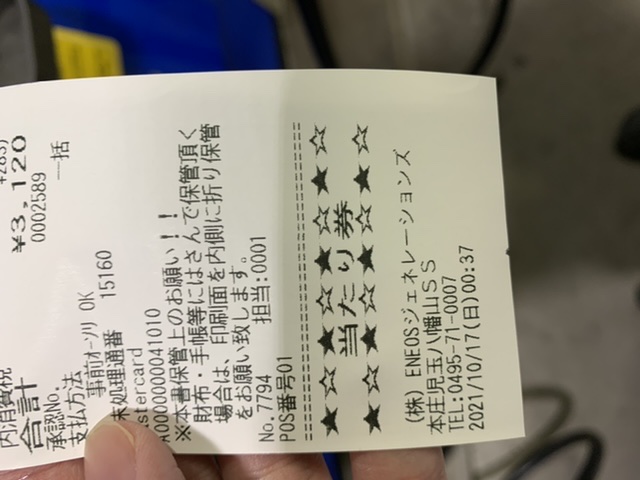 内消費税 +283)
合計 ¥3,120
承認No. 0002589
支払方法 一括
事前オーソリ OK
末処理通番 15160
astercard
A0000000041010
※本書保管上のお願い!!
財布・手帳等にはさんで保管頂く
場合は、印刷面を内側に折り保管
をお願い致します。
No.7794 担当:0001
POS番号01
★☆★☆★☆★☆
当たり券
★☆★☆★☆★☆
(株)ENEOSジェネレーションズ
本庄児玉八幡山SS
TEL:0495-71-0007
2021/10/17(日)00:37